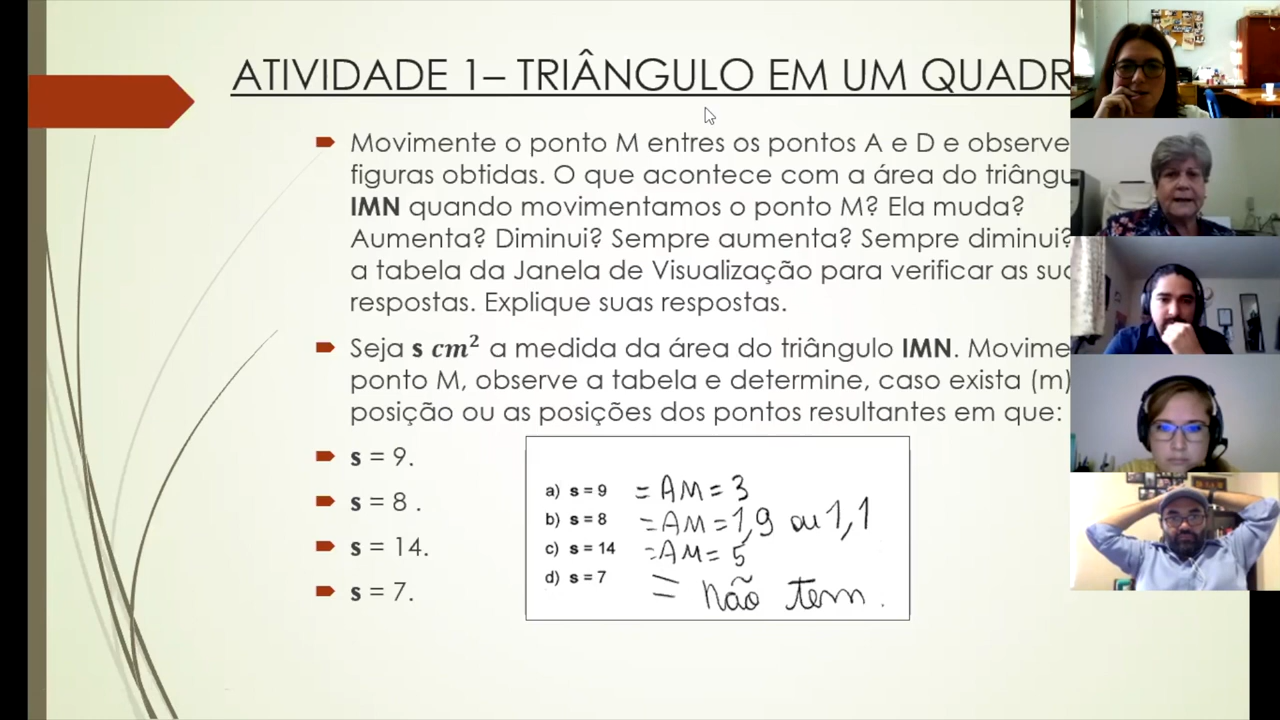 ATIVIDADE 1– TRIÂNGULO EM UM QUADR
Movimente o ponto M entres os pontos A e D e observe
figuras obtidas. O que acontece com a área do triângu
IMN quando movimentamos o ponto M? Ela muda?
Aumenta? Diminui? Sempre aumenta? Sempre diminui?
a tabela da Janela de Visualização para verificar as suc
respostas. Explique suas respostas.
Seja s cm² a medida da área do triângulo IMN. Movime
ponto M, observe a tabela e determine, caso exista (m)
posição ou as posições dos pontos resultantes em que:
s = 9.
s = 8 .
s = 14.
s = 7.
a) s = 9 = AM = 3
b) s = 8 = AM = 1,9 ou 1,1
c) s = 14 = AM = 5
d) s = 7 = não tem.